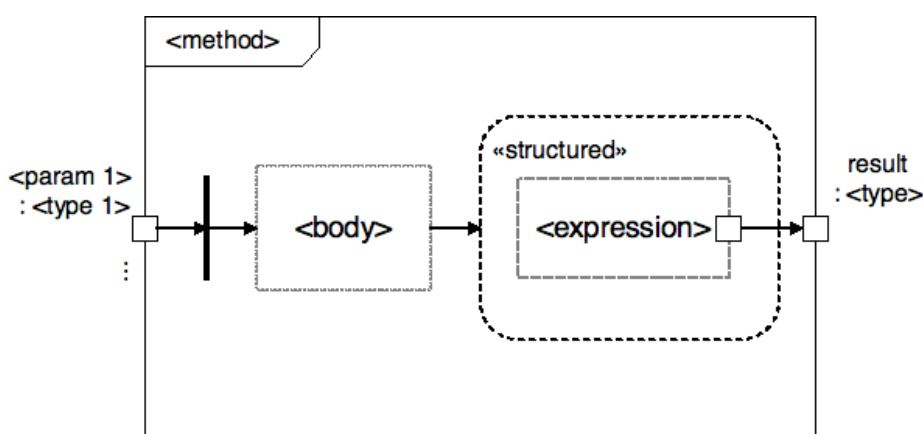 <method>
«structured»
<param 1>
: <type 1>
⋮
<body>
<expression>
result
: <type>